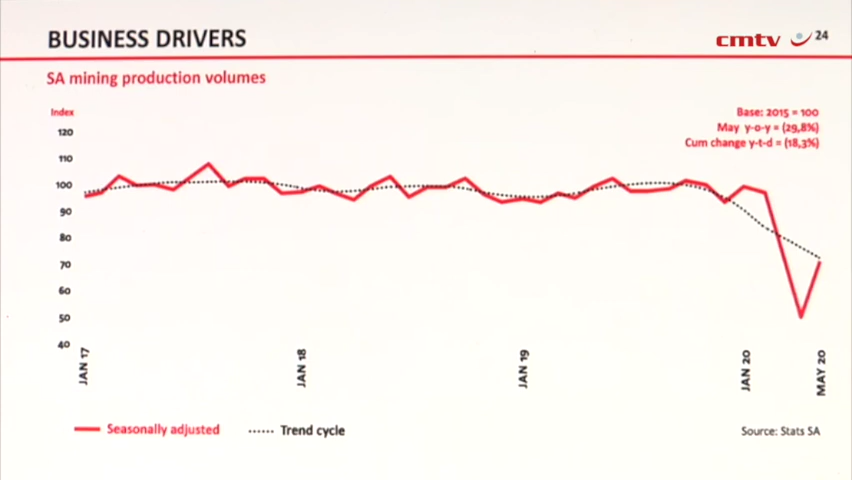 BUSINESS DRIVERS
cmtv
24
SA mining production volumes
Index
Base: 2015 = 100
May y-o-y = (29,8%)
Cum change y-t-d = (18,3%)
120
110
100
90
80
70
60
50
40
JAN 17
JAN 18
JAN 19
JAN 20
MAY 20
Seasonally adjusted
Trend cycle
Source: Stats SA